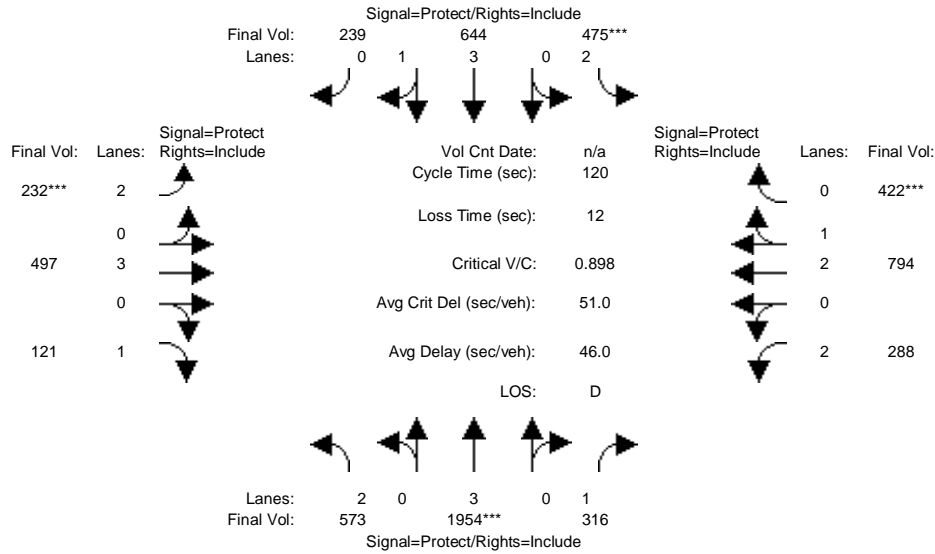 Signal=Protect/Rights=Include
Final Vol: 239 644 475***
Lanes: 0 1 3 0 2
Signal=Protect Signal=Protect
Final Vol: Lanes: Rights=Include Vol Cnt Date: n/a Rights=Include Lanes: Final Vol:
Cycle Time (sec): 120
232*** 2 0 422***
Loss Time (sec): 12
0 1
497 3 Critical V/C: 0.898 2 794
0 Avg Crit Del (sec/veh): 51.0 0
121 1 Avg Delay (sec/veh): 46.0 2 288
LOS: D
Lanes: 2 0 3 0 1
Final Vol: 573 1954*** 316
Signal=Protect/Rights=Include